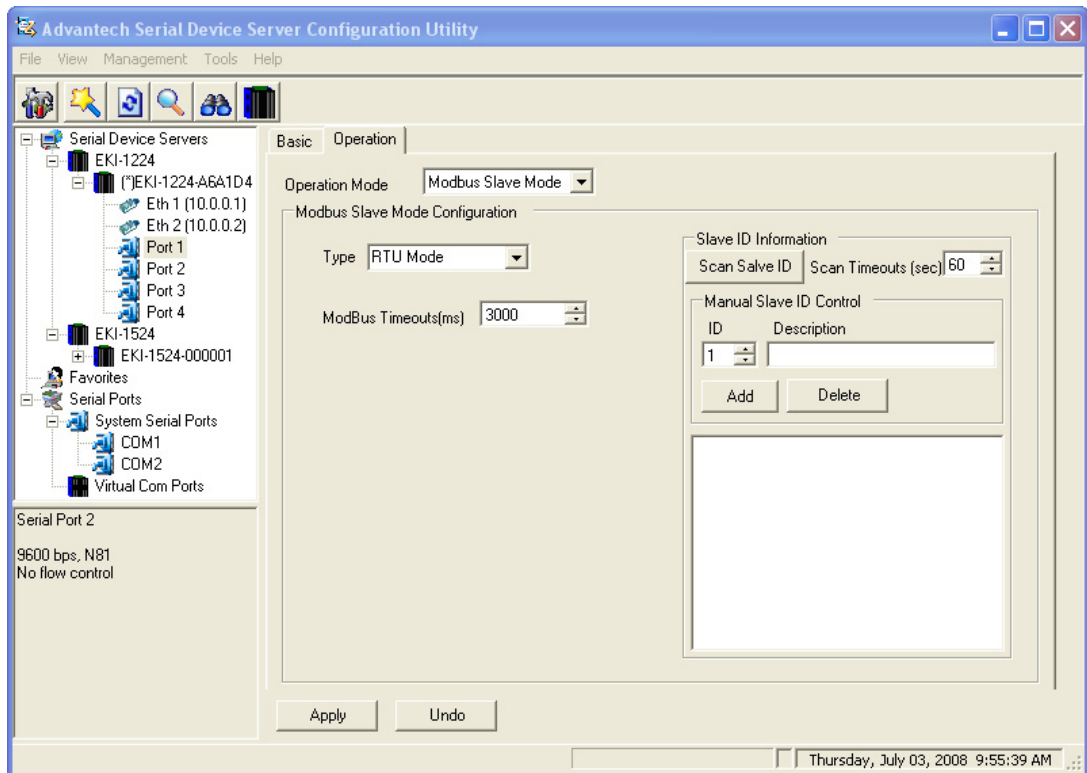 Advantech Serial Device Server Configuration Utility
File View Management Tools Help
Serial Device Servers
EKI-1224
(*)EKI-1224-A6A1D4
Eth 1 (10.0.0.1)
Eth 2 (10.0.0.2)
Port 1
Port 2
Port 3
Port 4
EKI-1524
EKI-1524-000001
Favorites
Serial Ports
System Serial Ports
COM1
COM2
Virtual Com Ports
Serial Port 2
9600 bps, N81
No flow control
Basic Operation
Operation Mode Modbus Slave Mode
Modbus Slave Mode Configuration
Type RTU Mode
ModBus Timeouts(ms) 3000
Slave ID Information
Scan Salve ID Scan Timeouts (sec) 60
Manual Slave ID Control
ID Description
1
Add Delete
Apply Undo
Thursday, July 03, 2008 9:55:39 AM